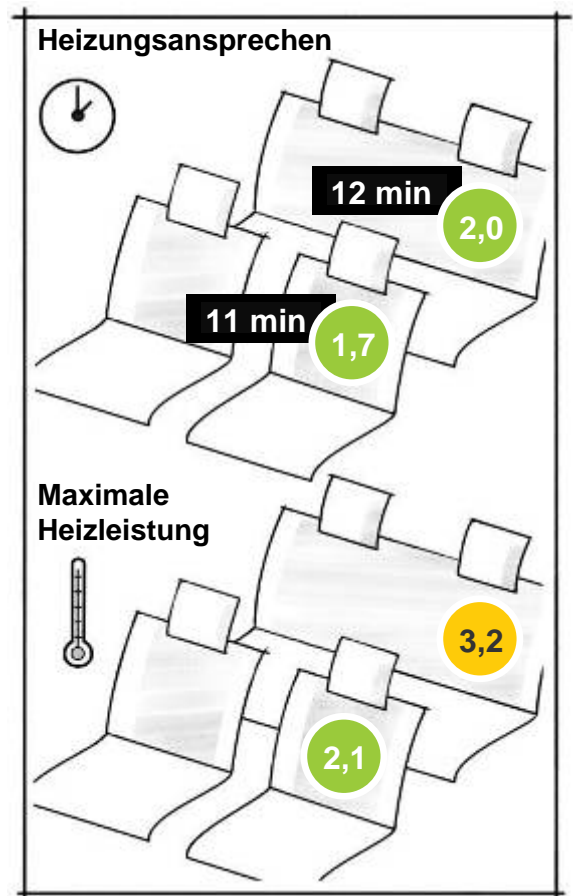 Heizungsansprechen
12 min
2,0
11 min
1,7
Maximale
Heizleistung
3,2
2,1